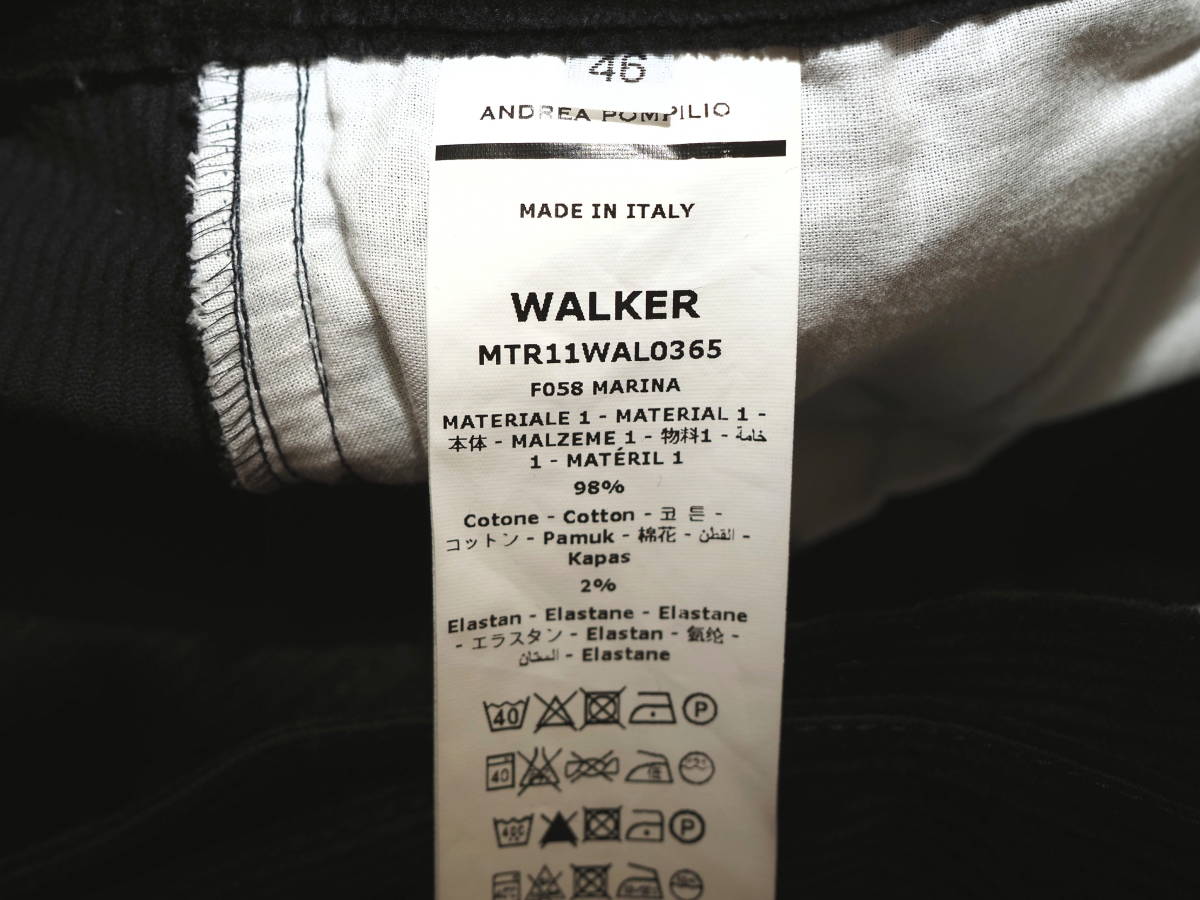 46
ANDREA POMPILIO
MADE IN ITALY
WALKER
MTR11WAL0365
F058 MARINA
MATERIALE 1 - MATERIAL 1 -
本体 - MALZEME 1 - 物料1 - خامة
1 - MATÉRIL 1
98%
Cotone - Cotton - 코 튼 -
コットン - Pamuk - 棉花 - القطن -
Kapas
2%
Elastan - Elastane - Elastane
- エラスタン - Elastan - 氨纶 -
- Elastane
40 P
40
P